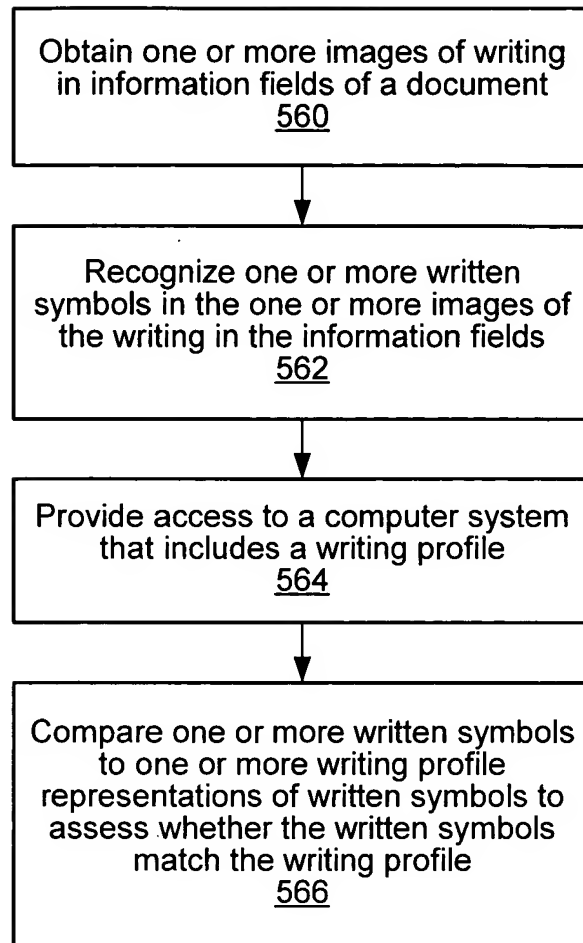 Obtain one or more images of writing
in information fields of a document
560
Recognize one or more written
symbols in the one or more images of
the writing in the information fields
562
Provide access to a computer system
that includes a writing profile
564
Compare one or more written symbols
to one or more writing profile
representations of written symbols to
assess whether the written symbols
match the writing profile
566